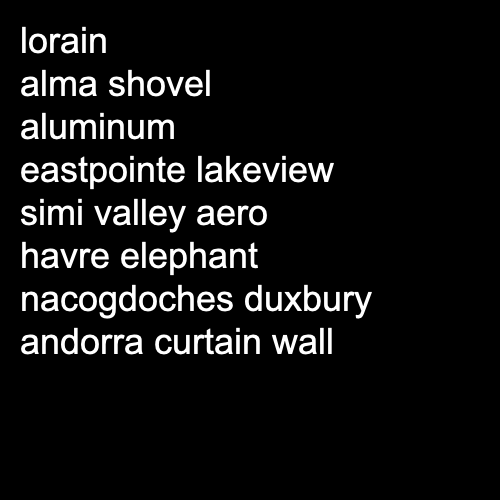 lorain
alma shovel
aluminum
eastpointe lakeview
simi valley aero
havre elephant
nacogdoches duxbury
andorra curtain wall